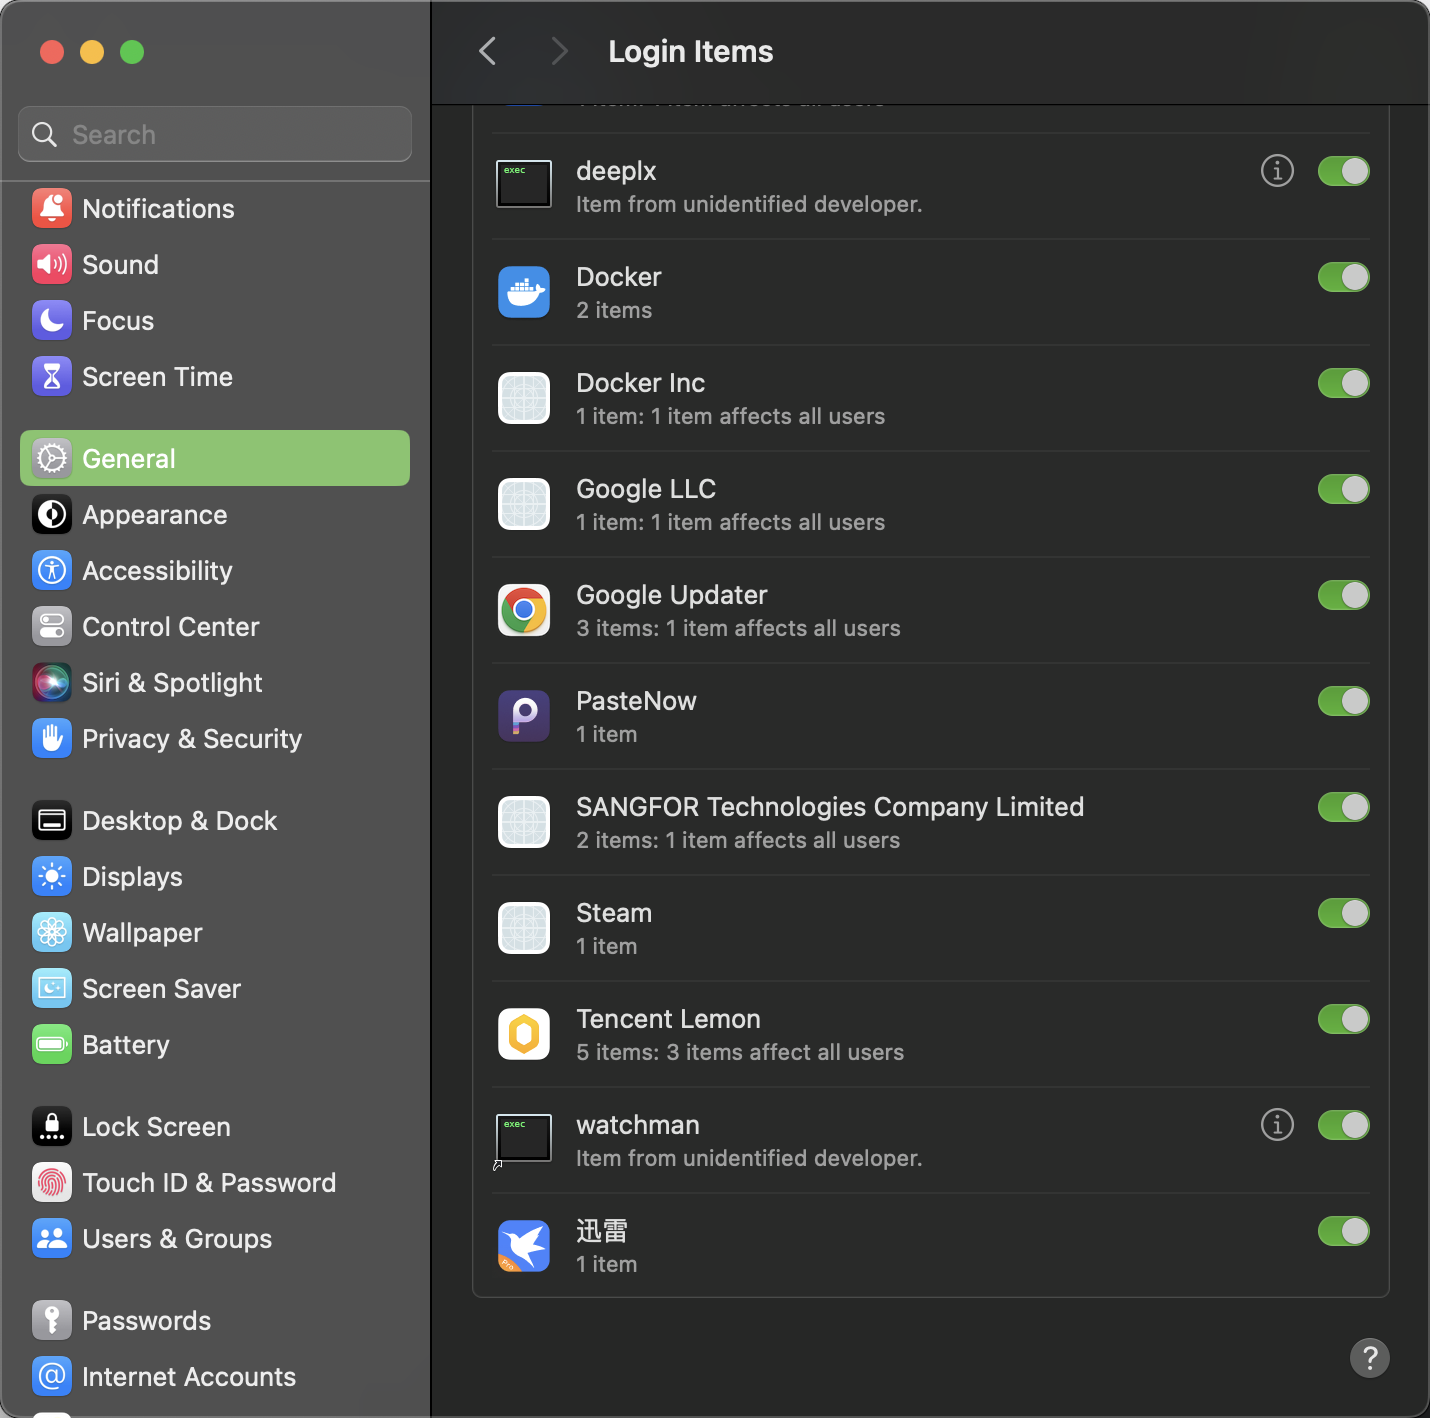 Login Items
Search
Notifications
Sound
Focus
Screen Time
General
Appearance
Accessibility
Control Center
Siri & Spotlight
Privacy & Security
Desktop & Dock
Displays
Wallpaper
Screen Saver
Battery
Lock Screen
Touch ID & Password
Users & Groups
Passwords
Internet Accounts
exec
deeplx
Item from unidentified developer.
Docker
2 items
Docker Inc
1 item: 1 item affects all users
Google LLC
1 item: 1 item affects all users
Google Updater
3 items: 1 item affects all users
PasteNow
1 item
SANGFOR Technologies Company Limited
2 items: 1 item affects all users
Steam
1 item
Tencent Lemon
5 items: 3 items affect all users
exec
watchman
Item from unidentified developer.
迅雷
Pro
1 item
?